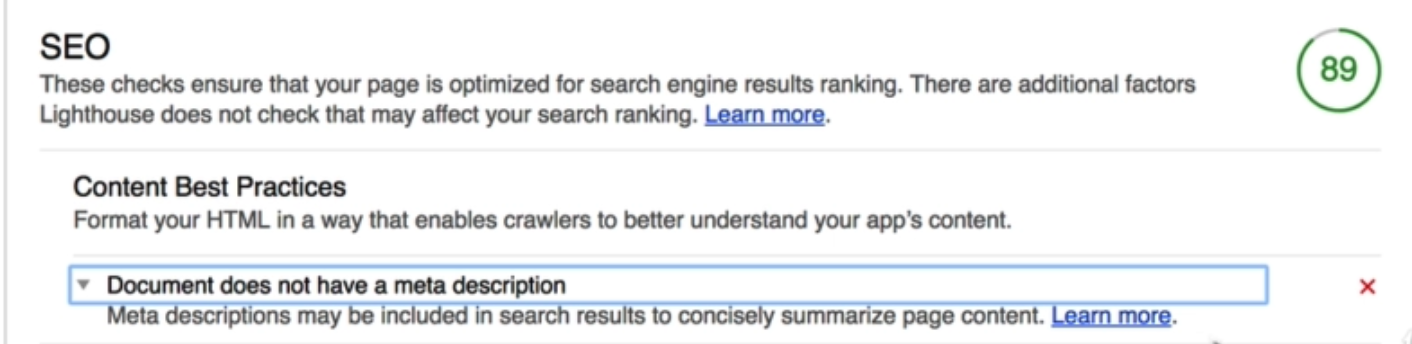 SEO
89
These checks ensure that your page is optimized for search engine results ranking. There are additional factors
Lighthouse does not check that may affect your search ranking. Learn more.
Content Best Practices
Format your HTML in a way that enables crawlers to better understand your app's content.
Document does not have a meta description
Meta descriptions may be included in search results to concisely summarize page content. Learn more.